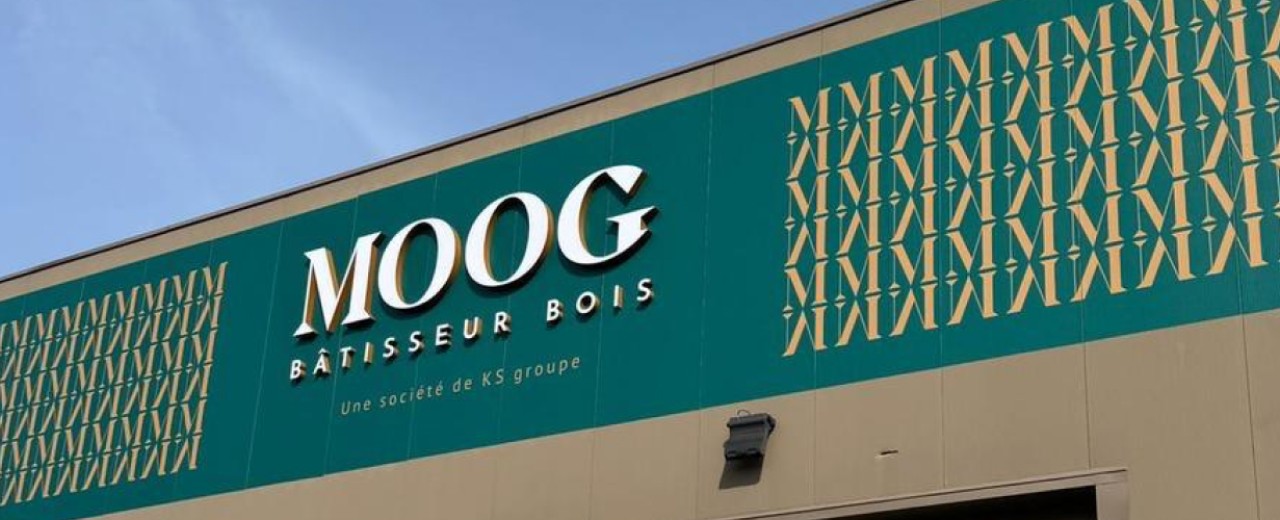 MOOG
BÂTISSEUR BOIS
Une société de KS groupe